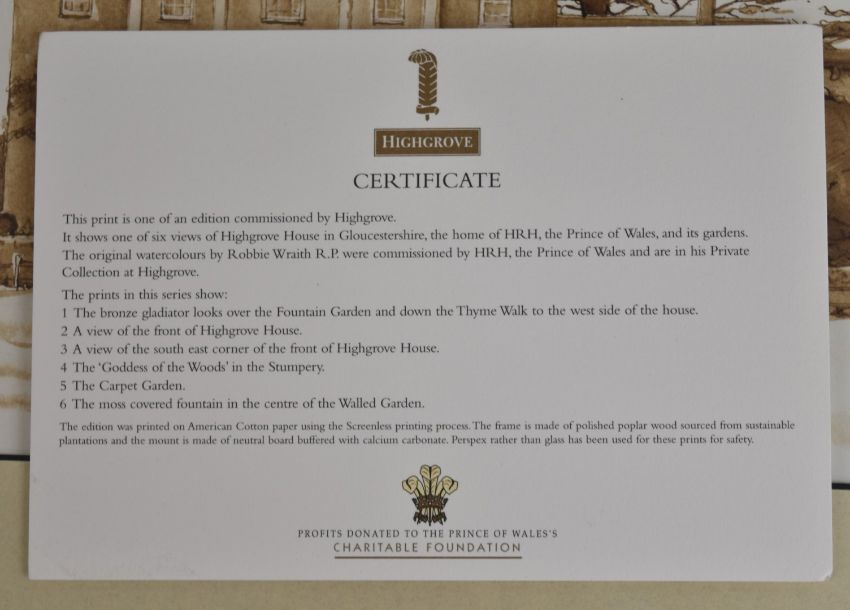 HIGHGROVE
CERTIFICATE
This print is one of an edition commissioned by Highgrove.
It shows one of six views of Highgrove House in Gloucestershire, the home of HRH, the Prince of Wales, and its gardens.
The original watercolours by Robbie Wraith R.P. were commissioned by HRH, the Prince of Wales and are in his Private
Collection at Highgrove.
The prints in this series show:
1 The bronze gladiator looks over the Fountain Garden and down the Thyme Walk to the west side of the house.
2 A view of the front of Highgrove House.
3 A view of the south east corner of the front of Highgrove House.
4 The 'Goddess of the Woods' in the Stumpery.
5 The Carpet Garden.
6 The moss covered fountain in the centre of the Walled Garden.
The edition was printed on American Cotton paper using the Screenless printing process. The frame is made of polished poplar wood sourced from sustainable
plantations and the mount is made of neutral board buffered with calcium carbonate. Perspex rather than glass has been used for these prints for safety.
PROFITS DONATED TO THE PRINCE OF WALES'S
CHARITABLE FOUNDATION